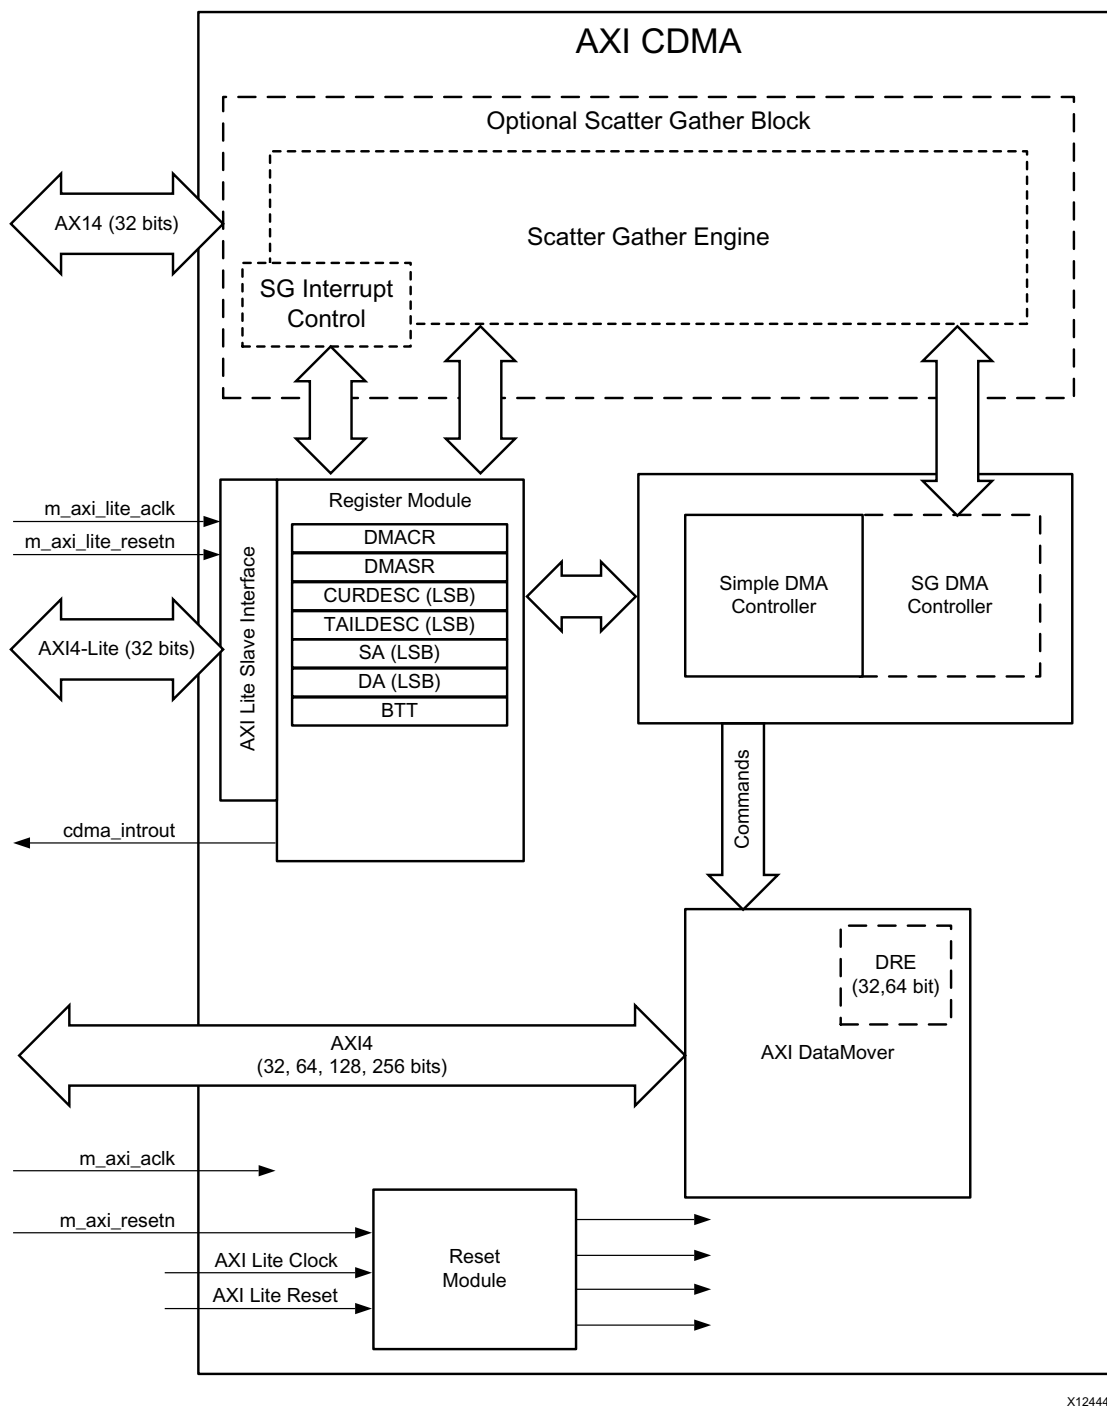 AXI CDMA
Optional Scatter Gather Block
Scatter Gather Engine
AX14 (32 bits)
SG Interrupt
Control
m_axi_lite_aclk
m_axi_lite_resetn
AXI4-Lite (32 bits)
cdma_introut
AXI Lite Slave Interface
Register Module
DMACR
DMASR
CURDESC (LSB)
TAILDESC (LSB)
SA (LSB)
DA (LSB)
BTT
Simple DMA
Controller
SG DMA
Controller
Commands
DRE
(32,64 bit)
AXI DataMover
AXI4
(32, 64, 128, 256 bits)
m_axi_aclk
m_axi_resetn
AXI Lite Clock
AXI Lite Reset
Reset
Module
X12444